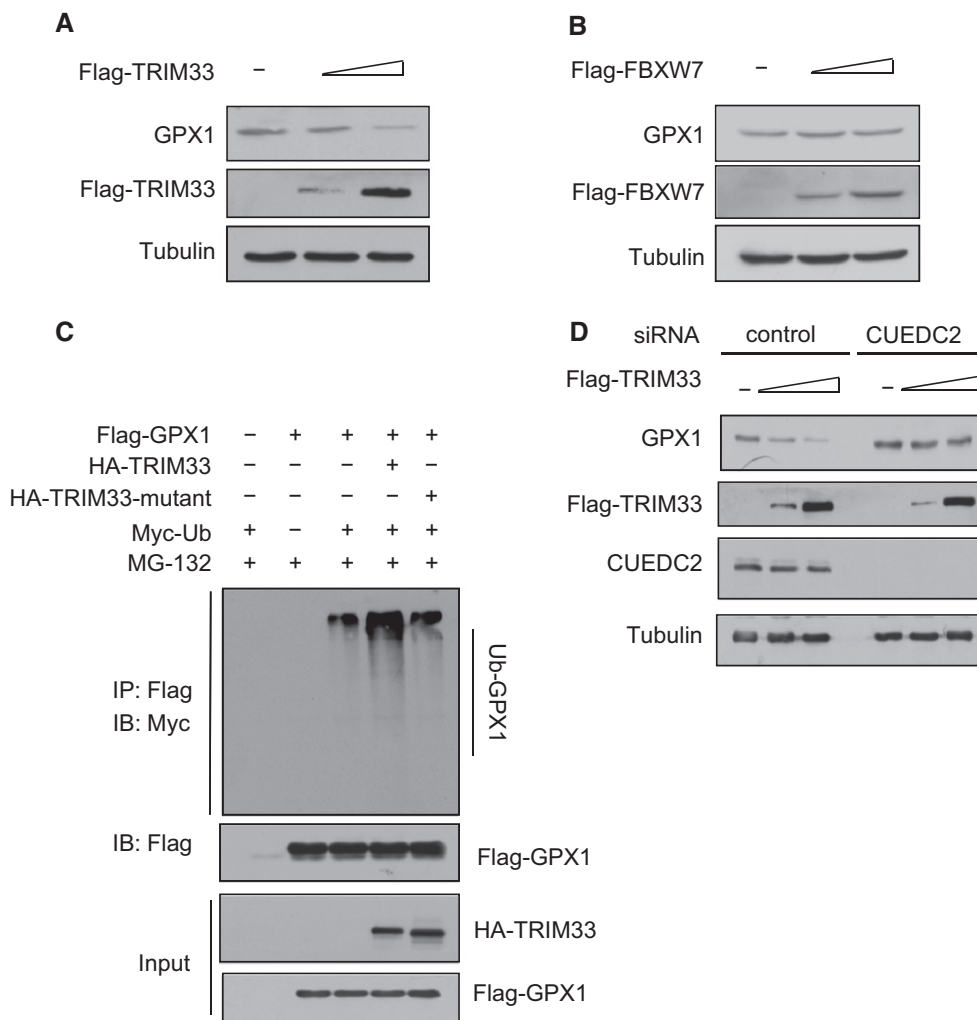 A
Flag-TRIM33 –
GPX1
Flag-TRIM33
Tubulin
B
Flag-FBXW7 –
GPX1
Flag-FBXW7
Tubulin
C
Flag-GPX1 – + + + +
HA-TRIM33 – – – + –
HA-TRIM33-mutant – – – – +
Myc-Ub + – + + +
MG-132 + + + + +
IP: Flag
IB: Myc
Ub-GPX1
IB: Flag
Flag-GPX1
Input
HA-TRIM33
Flag-GPX1
D
siRNA control CUEDC2
Flag-TRIM33 – –
GPX1
Flag-TRIM33
CUEDC2
Tubulin